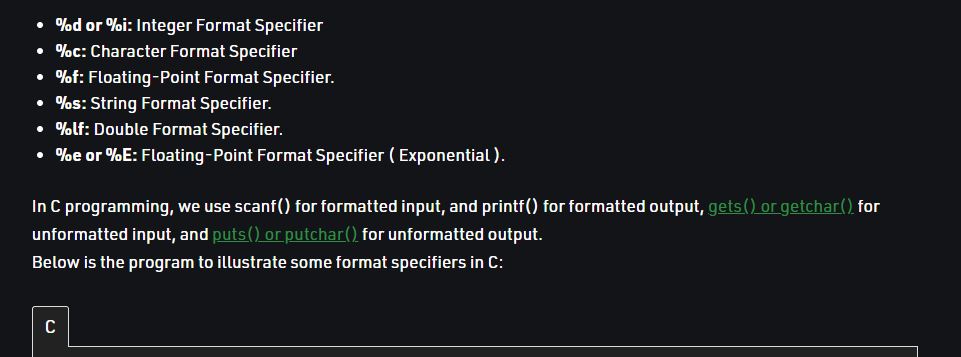 • %d or %i: Integer Format Specifier
• %c: Character Format Specifier
• %f: Floating-Point Format Specifier.
• %s: String Format Specifier.
• %lf: Double Format Specifier.
• %e or %E: Floating-Point Format Specifier ( Exponential ).
In C programming, we use scanf() for formatted input, and printf() for formatted output, gets() or getchar() for
unformatted input, and puts() or putchar() for unformatted output.
Below is the program to illustrate some format specifiers in C:
C